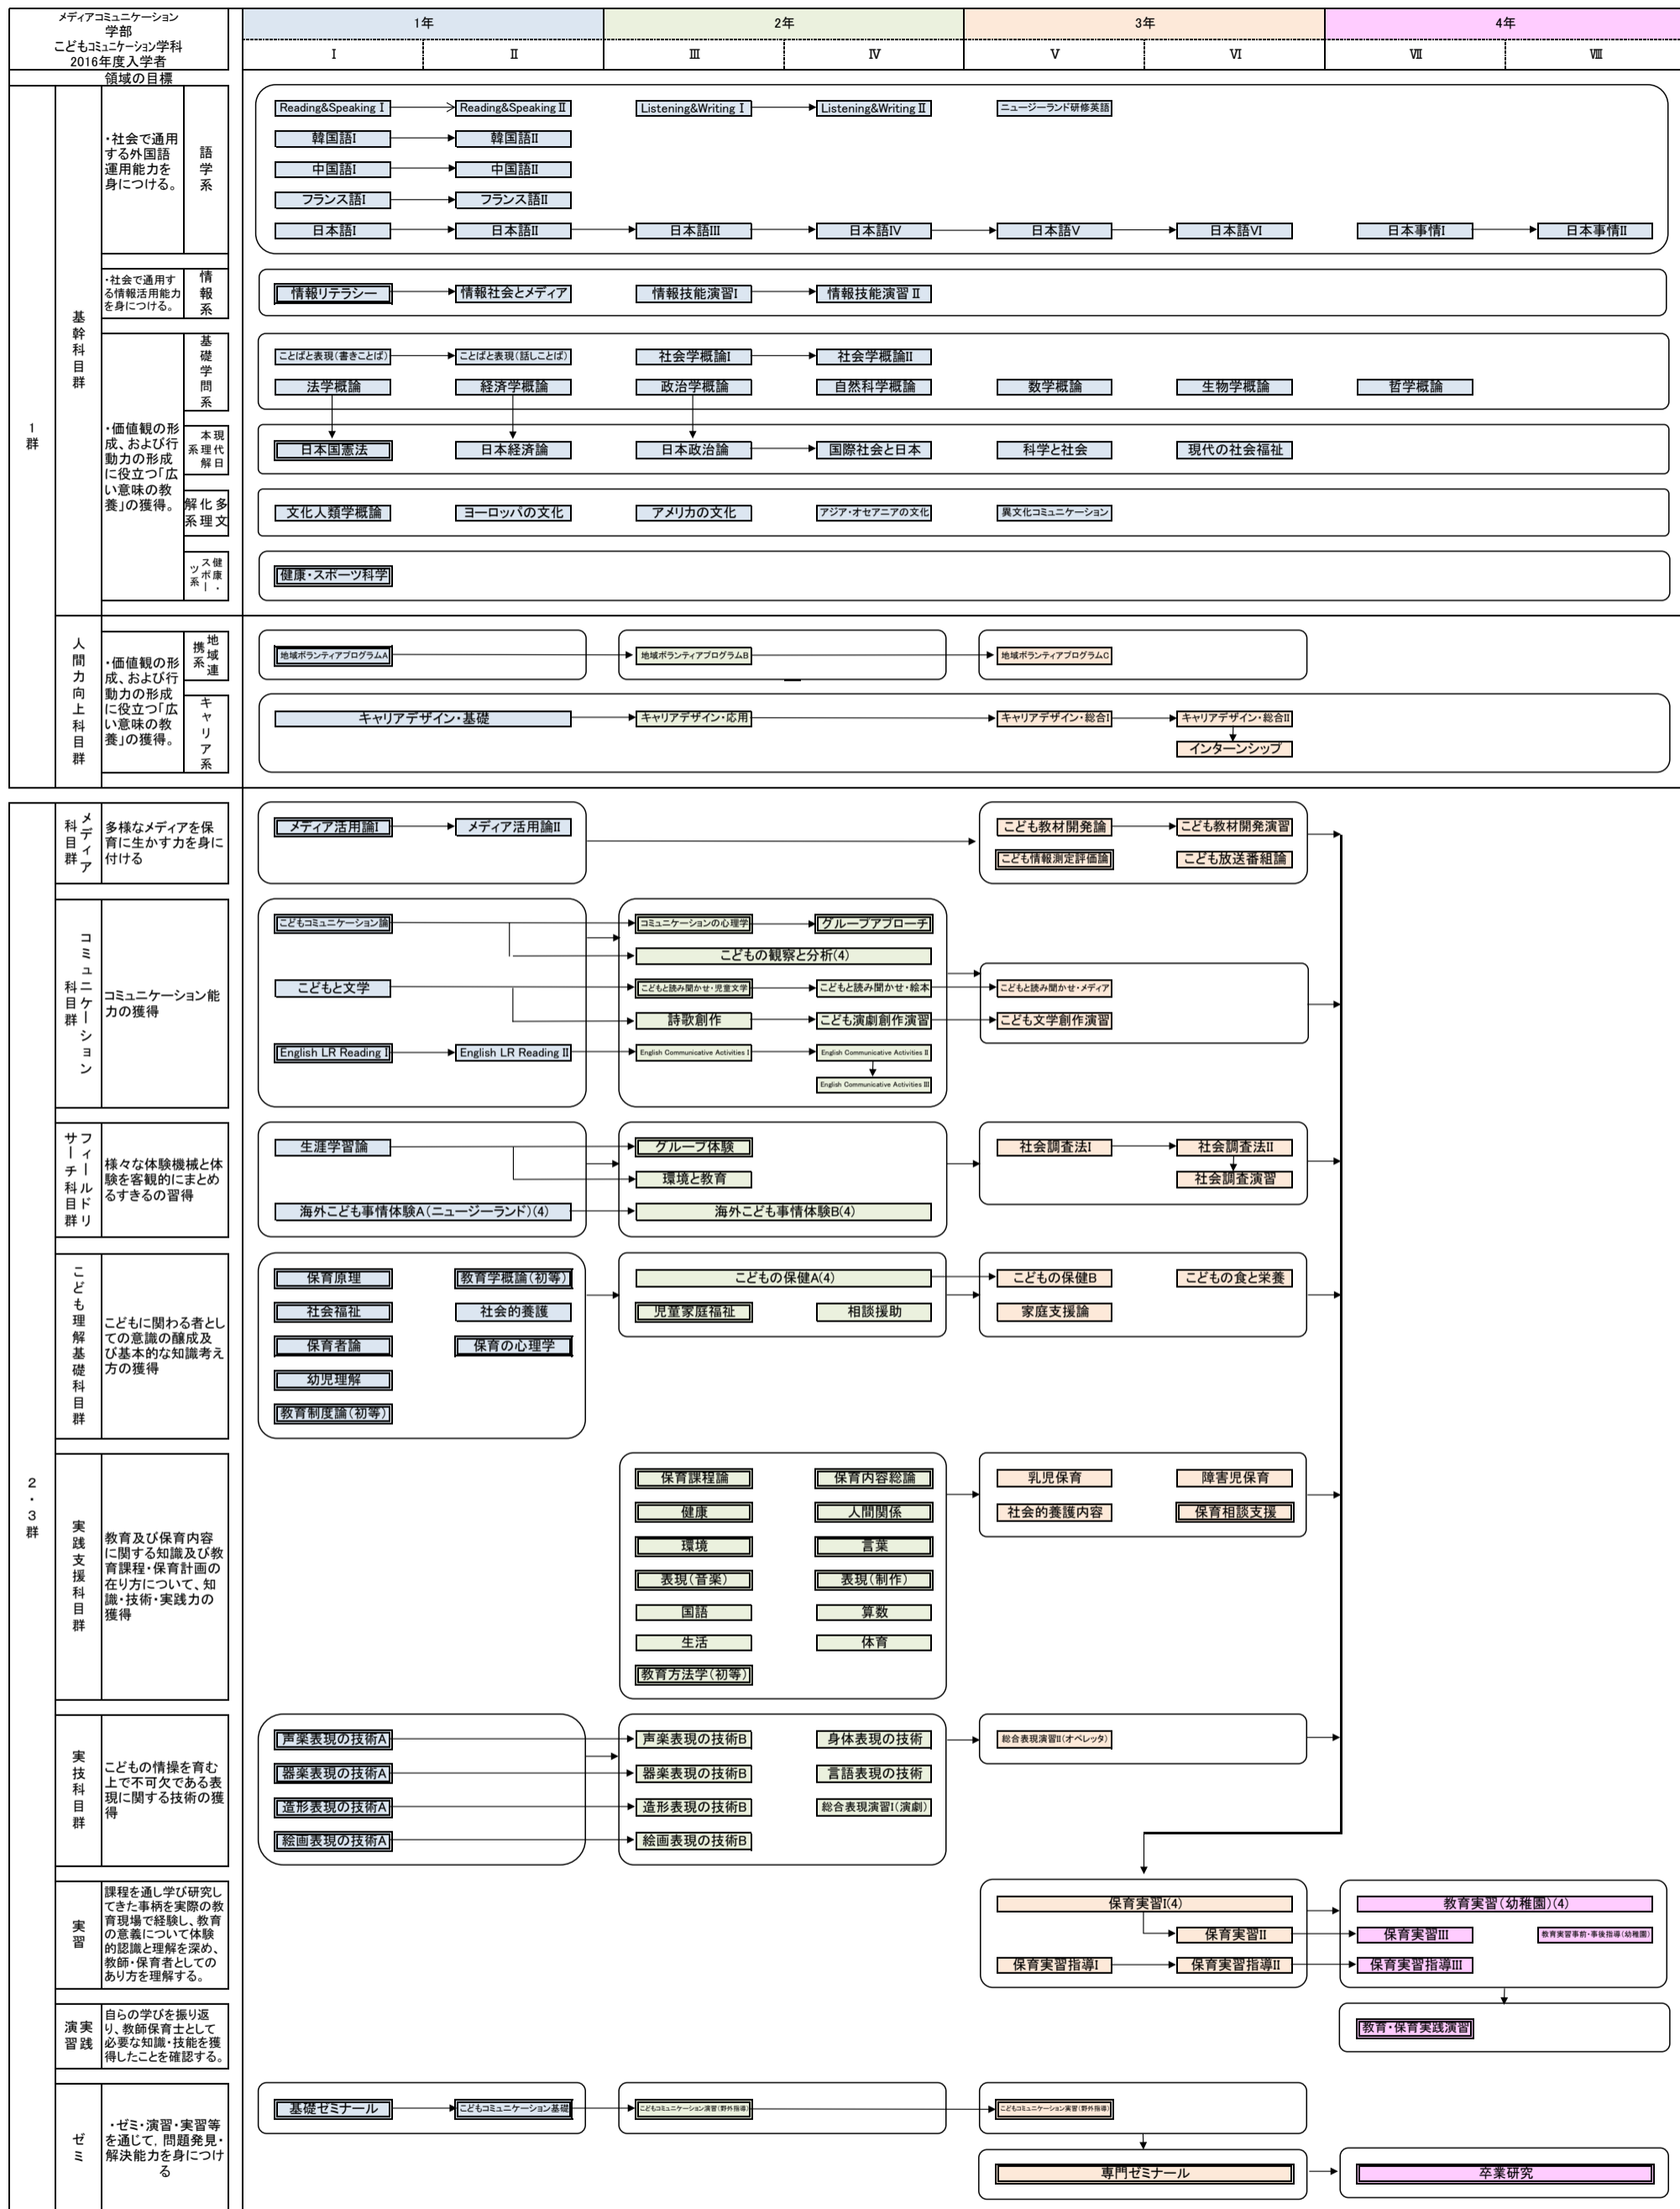 メディアコミュニケーション
学部
こどもコミュニケーション学科
2016年度入学者
1年
2年
3年
4年
Ⅰ
Ⅱ
Ⅲ
Ⅳ
Ⅴ
Ⅵ
Ⅶ
Ⅷ
領域の目標
1群
基幹科目群
・社会で通用
する外国語
運用能力を
身につける。
語学系
Reading&Speaking Ⅰ
Reading&Speaking Ⅱ
Listening&Writing Ⅰ
Listening&Writing Ⅱ
ニュージーランド研修英語
韓国語I
韓国語II
中国語I
中国語II
フランス語I
フランス語II
日本語I
日本語II
日本語III
日本語IV
日本語V
日本語VI
日本事情I
日本事情II
・社会で通用す
る情報活用能力
を身につける。
情報系
情報リテラシー
情報社会とメディア
情報技能演習I
情報技能演習 Ⅱ
・価値観の形
成、および行
動力の形成
に役立つ「広
い意味の教
養」の獲得。
基礎学問系
ことばと表現(書きことば)
ことばと表現(話しことば)
社会学概論I
社会学概論II
法学概論
経済学概論
政治学概論
自然科学概論
数学概論
生物学概論
哲学概論
現代日
本理解
系
日本国憲法
日本経済論
日本政治論
国際社会と日本
科学と社会
現代の社会福祉
多文
化理
解系
文化人類学概論
ヨーロッパの文化
アメリカの文化
アジア・オセアニアの文化
異文化コミュニケーション
健康・
スポー
ツ系
健康・スポーツ科学
人間力向上科目群
・価値観の形
成、および行
動力の形成
に役立つ「広
い意味の教
養」の獲得。
地域連
携系
地域ボランティアプログラムA
地域ボランティアプログラムB
地域ボランティアプログラムC
キャリア系
キャリアデザイン・基礎
キャリアデザイン・応用
キャリアデザイン・総合I
キャリアデザイン・総合II
インターンシップ
2・3群
メディア
科目群
多様なメディアを保
育に生かす力を身に
付ける
メディア活用論I
メディア活用論II
こども教材開発論
こども教材開発演習
こども情報測定評価論
こども放送番組論
コミュニケーション
科目群
コミュニケーション能
力の獲得
こどもコミュニケーション論
コミュニケーションの心理学
グループアプローチ
こどもの観察と分析(4)
こどもと文学
こどもと読み聞かせ・児童文学
こどもと読み聞かせ・絵本
こどもと読み聞かせ・メディア
詩歌創作
こども演劇創作演習
こども文学創作演習
English LR Reading I
English LR Reading II
English Communicative Activities Ⅰ
English Communicative Activities Ⅱ
English Communicative Activities Ⅲ
フィールドリ
サーチ科目群
様々な体験機械と体
験を客観的にまとめ
るすきるの習得
生涯学習論
グループ体験
社会調査法I
社会調査法II
環境と教育
社会調査演習
海外こども事情体験A(ニュージーランド)(4)
海外こども事情体験B(4)
こども理解基礎科目群
こどもに関わる者とし
ての意識の醸成及
び基本的な知識考え
方の獲得
保育原理
教育学概論(初等)
こどもの保健A(4)
こどもの保健B
こどもの食と栄養
社会福祉
社会的養護
児童家庭福祉
相談援助
家庭支援論
保育者論
保育の心理学
幼児理解
教育制度論(初等)
実践支援科目群
教育及び保育内容
に関する知識及び教
育課程・保育計画の
在り方について、知
識・技術・実践力の
獲得
保育課程論
保育内容総論
乳児保育
障害児保育
健康
人間関係
社会的養護内容
保育相談支援
環境
言葉
表現(音楽)
表現(制作)
国語
算数
生活
体育
教育方法学(初等)
実技科目群
こどもの情操を育む
上で不可欠である表
現に関する技術の獲
得
声楽表現の技術A
声楽表現の技術B
身体表現の技術
総合表現演習II(オペレッタ)
器楽表現の技術A
器楽表現の技術B
言語表現の技術
造形表現の技術A
造形表現の技術B
総合表現演習I(演劇)
絵画表現の技術A
絵画表現の技術B
実習
課程を通し学び研究し
てきた事柄を実際の教
育現場で経験し、教育
の意義について体験
的認識と理解を深め、
教師・保育者としての
あり方を理解する。
保育実習I(4)
教育実習(幼稚園)(4)
保育実習II
保育実習III
教育実習事前・事後指導(幼稚園)
保育実習指導I
保育実習指導II
保育実習指導III
実践
演習
自らの学びを振り返
り、教師保育士として
必要な知識・技能を獲
得したことを確認する。
教育・保育実践演習
ゼミ
・ゼミ・演習・実習等
を通じて, 問題発見・
解決能力を身につけ
る
基礎ゼミナール
こどもコミュニケーション基礎
こどもコミュニケーション演習(野外指導)
こどもコミュニケーション実習(野外指導)
専門ゼミナール
卒業研究